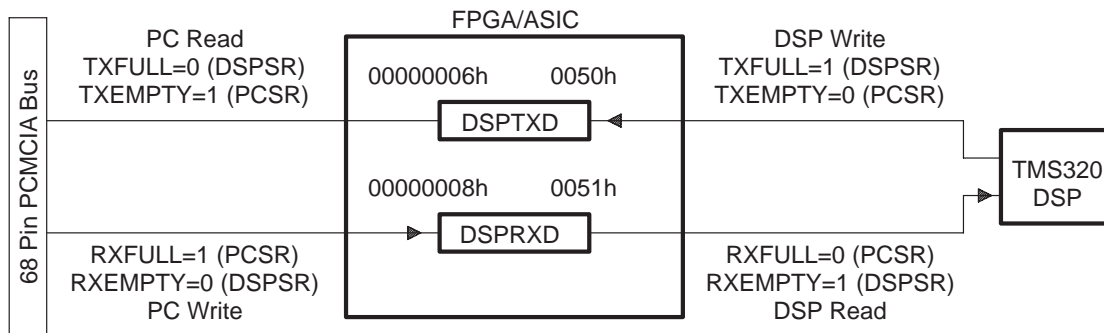 FPGA/ASIC
68 Pin PCMCIA Bus
PC Read
TXFULL=0 (DSPSR)
TXEMPTY=1 (PCSR)
00000006h 0050h
DSPTXD
DSP Write
TXFULL=1 (DSPSR)
TXEMPTY=0 (PCSR)
TMS320
DSP
00000008h 0051h
DSPRXD
RXFULL=1 (PCSR)
RXEMPTY=0 (DSPSR)
PC Write
RXFULL=0 (PCSR)
RXEMPTY=1 (DSPSR)
DSP Read